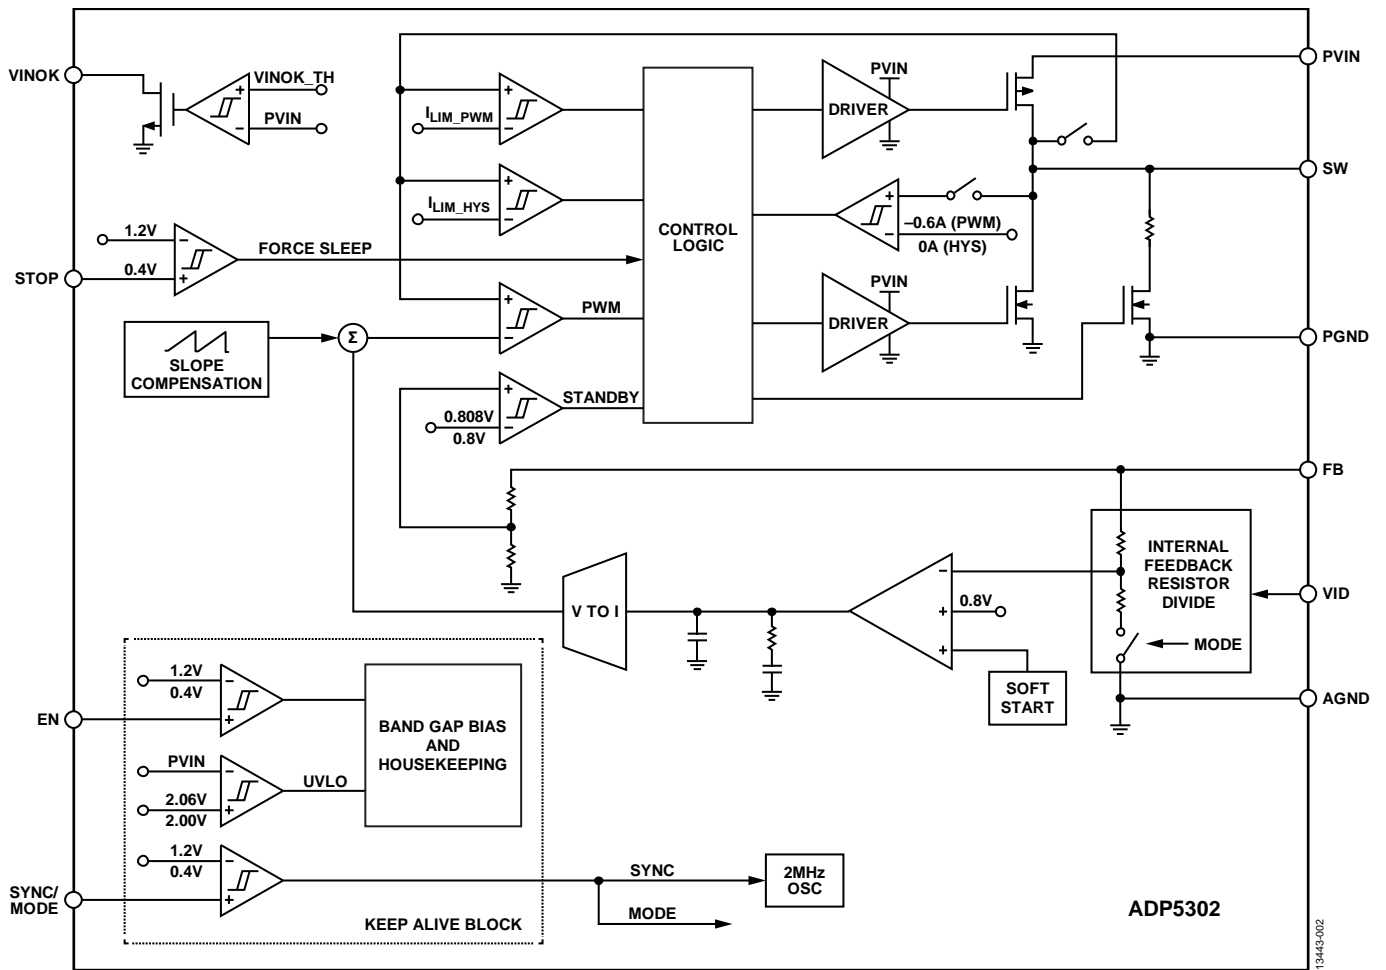 VINOK
VINOK_TH
+
PVIN
−
+
ILIM_PWM
−
+
ILIM_HYS
−
CONTROL
LOGIC
DRIVER
PVIN
PVIN
SW
+
−0.6A (PWM)
−
0A (HYS)
1.2V
−
STOP
0.4V
+
FORCE SLEEP
+
PWM
−
DRIVER
PVIN
PGND
SLOPE
COMPENSATION
Σ
+
STANDBY
0.808V
−
0.8V
FB
INTERNAL
FEEDBACK
RESISTOR
DIVIDE
VID
MODE
AGND
V TO I
−
+
0.8V
+
SOFT
START
1.2V
−
0.4V
EN
+
PVIN
−
UVLO
2.06V
+
2.00V
BAND GAP BIAS
AND
HOUSEKEEPING
1.2V
−
0.4V
SYNC/
MODE
+
KEEP ALIVE BLOCK
SYNC
MODE
2MHz
OSC
ADP5302
13443-002